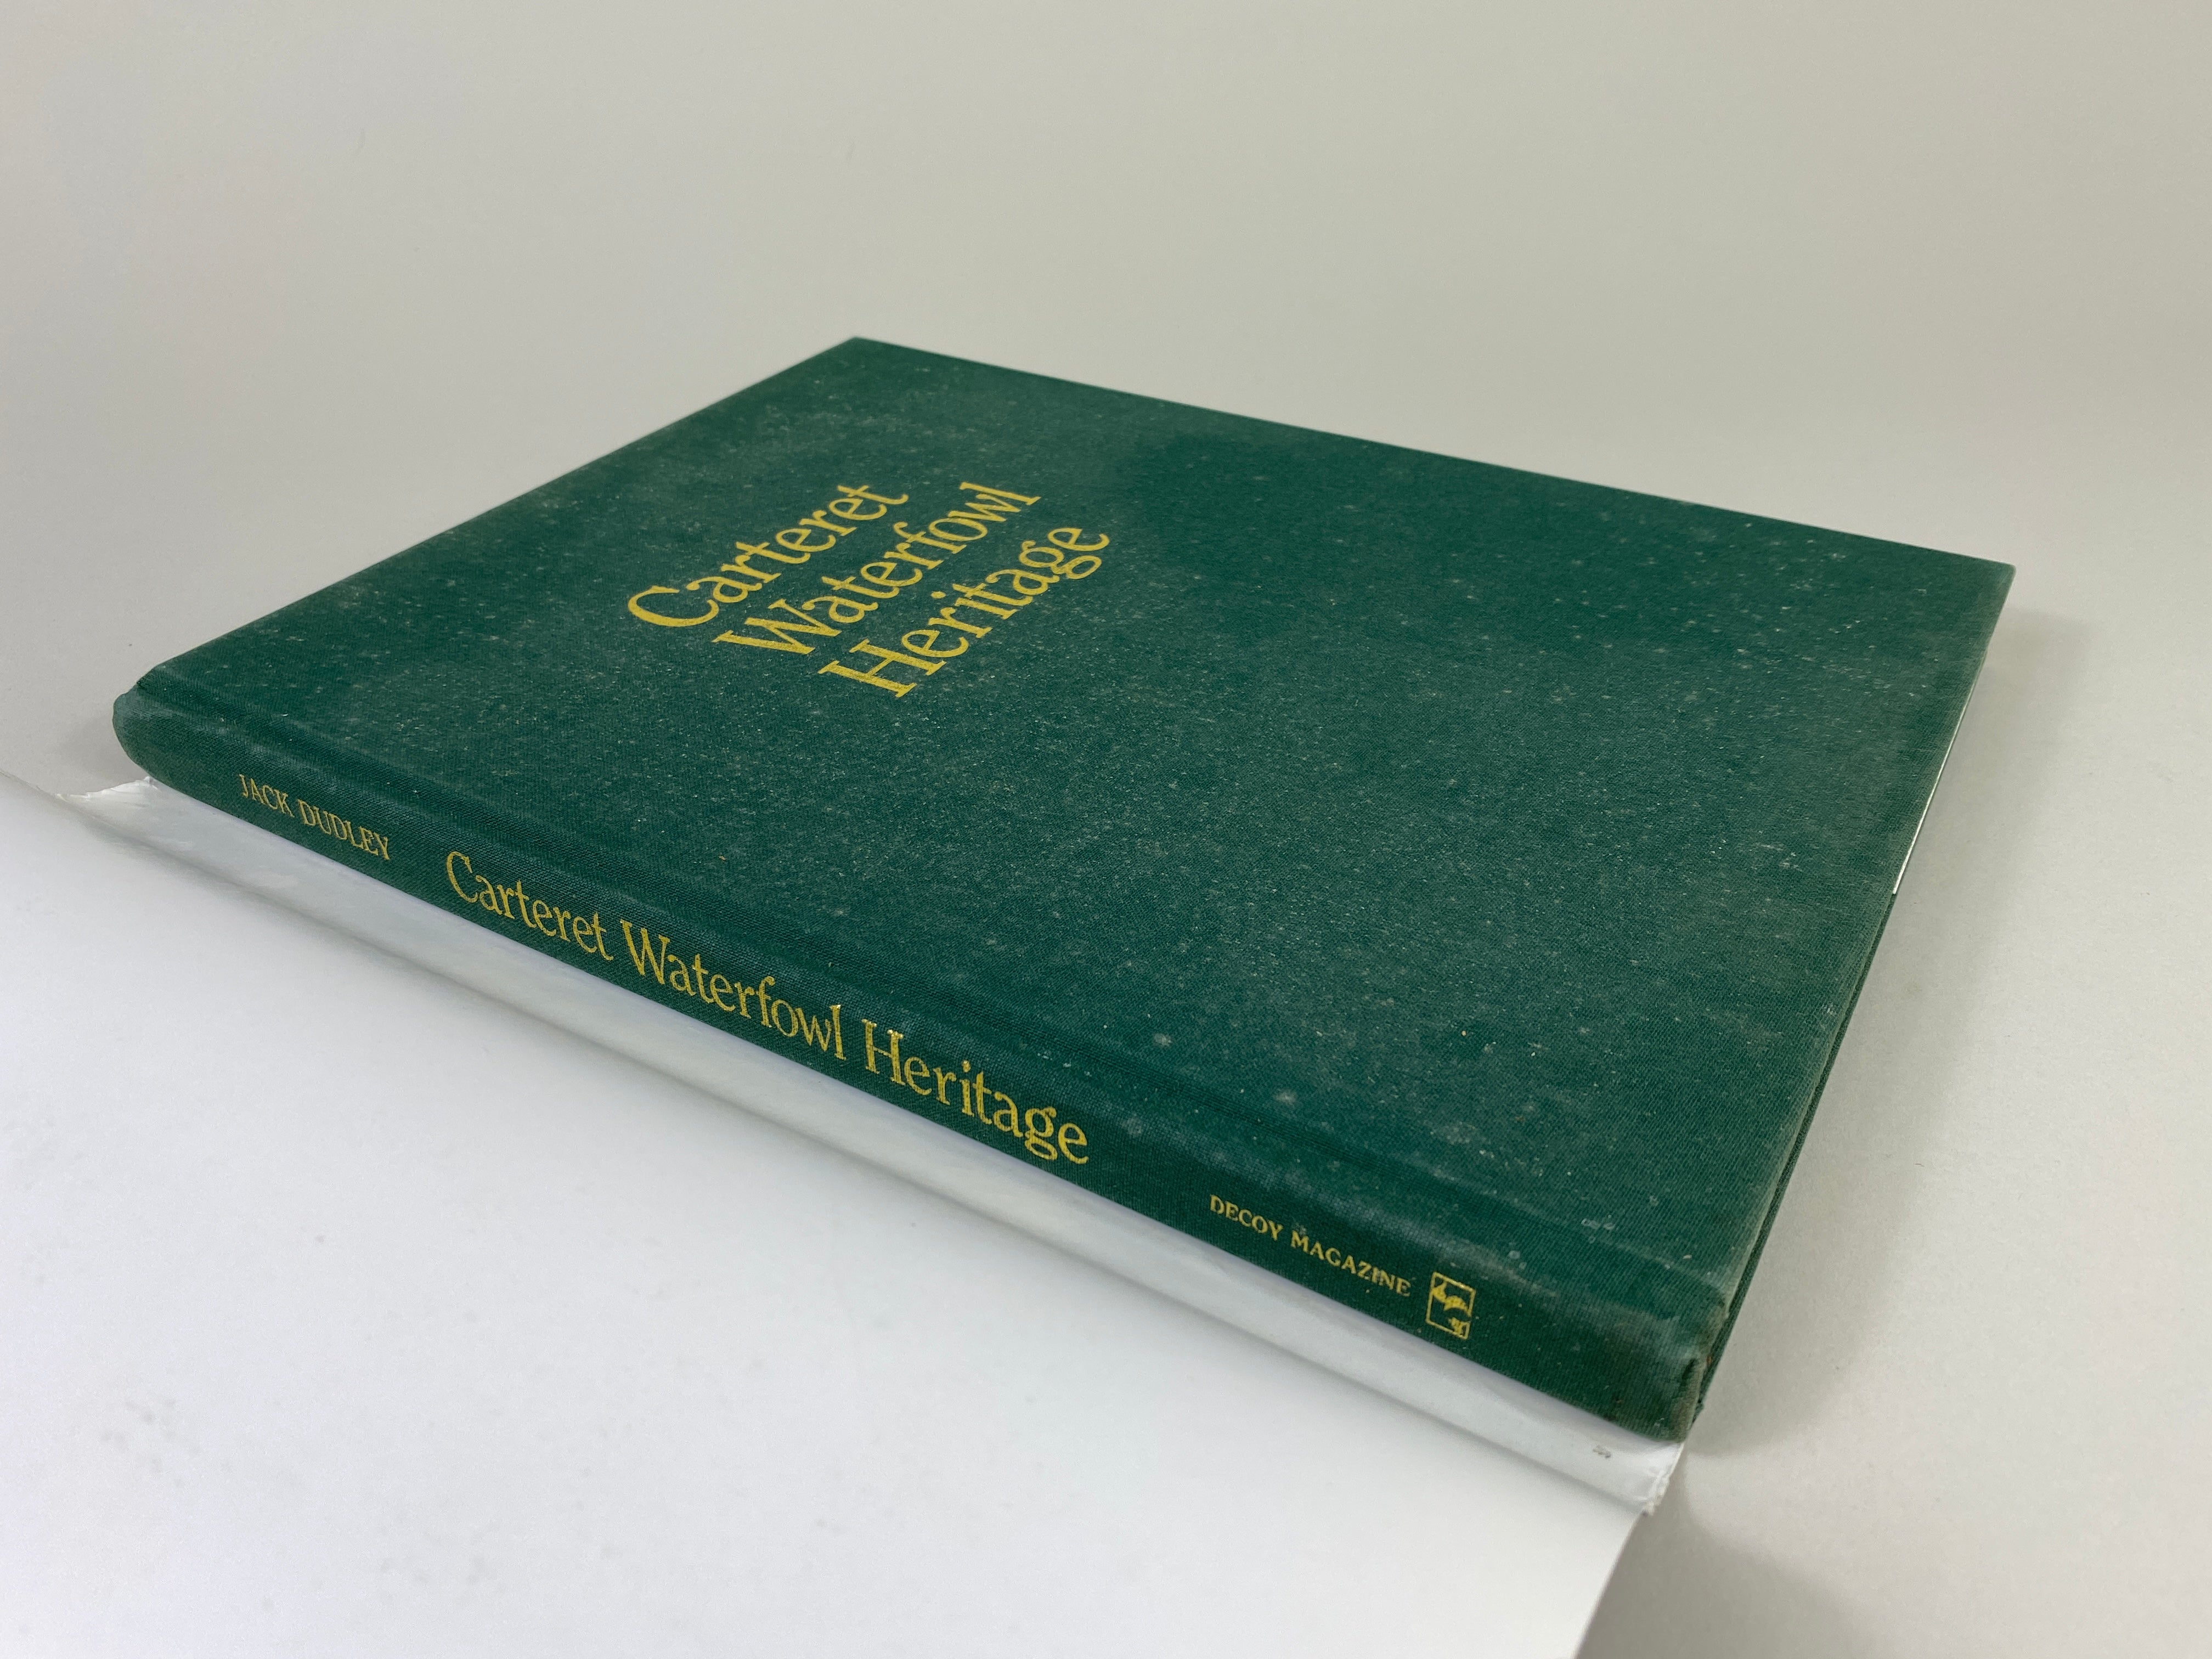 Carteret
Waterfowl
Heritage
JACK DUDLEY
Carteret Waterfowl Heritage
DECOY MAGAZINE